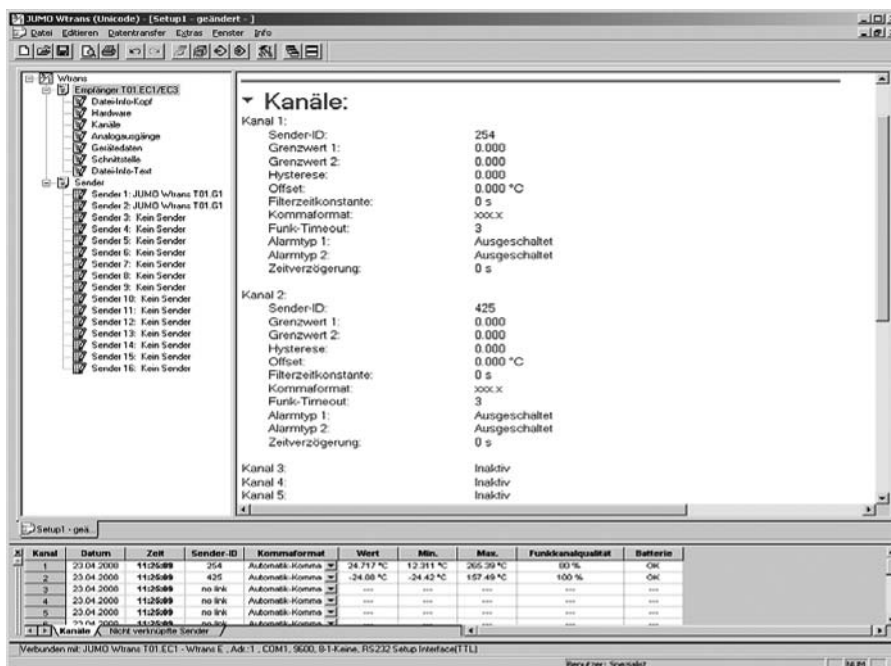 JUMO Wtrans (Unicode) - [Setup1 - geändert - ]
Datei Editieren Datentransfer Extras Fenster Info
Wtrans
Empfänger T01.EC1/EC3
Datei-Info-Kopf
Hardware
Kanäle
Analogausgänge
Gerätedaten
Schnittstelle
Datei-Info-Text
Sender
Sender 1: JUMO Wtrans T01.G1
Sender 2: JUMO Wtrans T01.G1
Sender 3: Kein Sender
Sender 4: Kein Sender
Sender 5: Kein Sender
Sender 6: Kein Sender
Sender 7: Kein Sender
Sender 8: Kein Sender
Sender 9: Kein Sender
Sender 10: Kein Sender
Sender 11: Kein Sender
Sender 12: Kein Sender
Sender 13: Kein Sender
Sender 14: Kein Sender
Sender 15: Kein Sender
Sender 16: Kein Sender
Kanäle:
Kanal 1:
Sender-ID: 254
Grenzwert 1: 0.000
Grenzwert 2: 0.000
Hysterese: 0.000
Offset: 0.000 °C
Filterzeitkonstante: 0 s
Kommaformat: xxx.x
Funk-Timeout: 3
Alarmtyp 1: Ausgeschaltet
Alarmtyp 2: Ausgeschaltet
Zeitverzögerung: 0 s
Kanal 2:
Sender-ID: 425
Grenzwert 1: 0.000
Grenzwert 2: 0.000
Hysterese: 0.000
Offset: 0.000 °C
Filterzeitkonstante: 0 s
Kommaformat: xxx.x
Funk-Timeout: 3
Alarmtyp 1: Ausgeschaltet
Alarmtyp 2: Ausgeschaltet
Zeitverzögerung: 0 s
Kanal 3: Inaktiv
Kanal 4: Inaktiv
Kanal 5: Inaktiv
Setup1 - geä...
Kanal Datum Zeit Sender-ID Kommaformat Wert Min. Max. Funkkanalqualität Batterie
1 23.04.2008 11:25:09 254 Automatik-Komma 24.717 °C 12.311 °C 265.39 °C 80 % OK
2 23.04.2008 11:25:09 425 Automatik-Komma -24.08 °C -24.42 °C 157.49 °C 100 % OK
3 23.04.2008 11:25:09 no link Automatik-Komma --- --- --- --- ---
4 23.04.2008 11:25:09 no link Automatik-Komma --- --- --- --- ---
5 23.04.2008 11:25:09 no link Automatik-Komma --- --- --- --- ---
Kanäle Nicht verknüpfte Sender
Verbunden mit: JUMO Wtrans T01.EC1 - Wtrans E , Adr.:1 , COM1, 9600, 8-1-Keine, RS232 Setup Interface(TTL)
Benutzer: Spezialist NUM